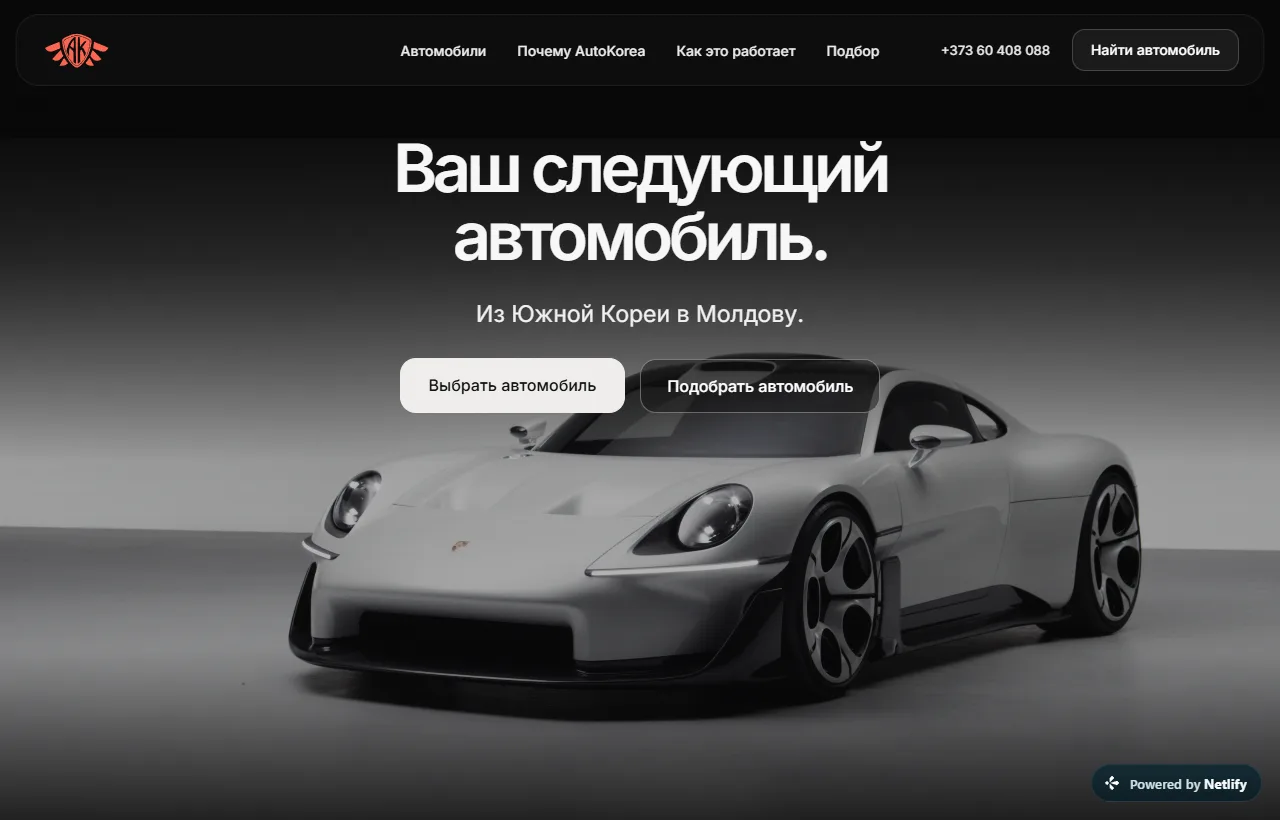 AK
Автомобили
Почему AutoKorea
Как это работает
Подбор
+373 60 408 088
Найти автомобиль
Ваш следующий
автомобиль.
Из Южной Кореи в Молдову.
Выбрать автомобиль
Подобрать автомобиль
Powered by Netlify